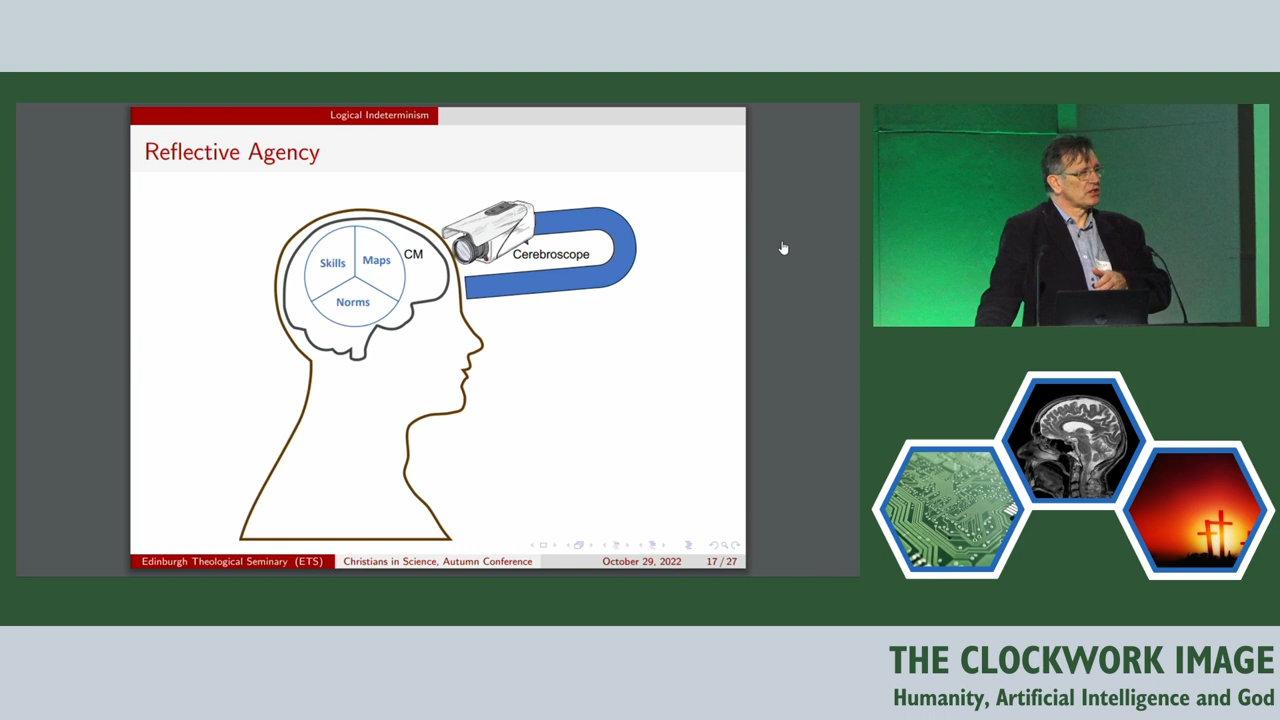 Logical Indeterminism
Reflective Agency
Skills
Maps
CM
Norms
Cerebroscope
Edinburgh Theological Seminary (ETS)
Christians in Science, Autumn Conference
October 29, 2022
17 / 27
THE CLOCKWORK IMAGE
Humanity, Artificial Intelligence and God